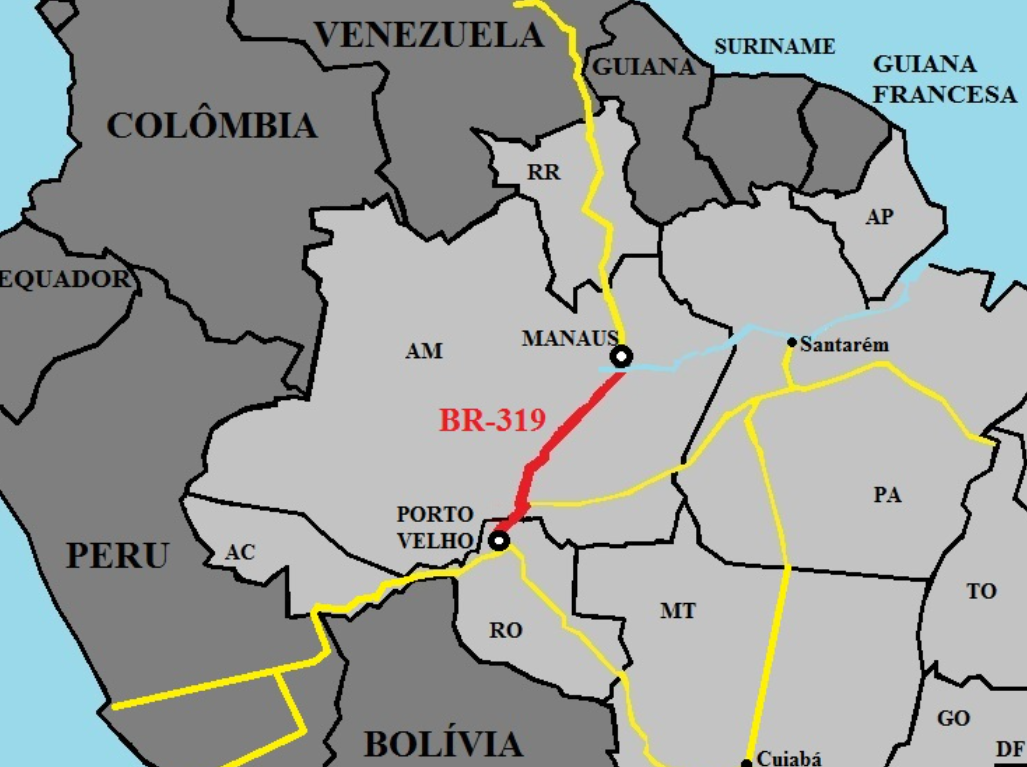 VENEZUELA
SURINAME
GUIANA
GUIANA
FRANCESA
COLÔMBIA
RR
AP
EQUADOR
MANAUS
Santarém
AM
BR-319
PA
PORTO
VELHO
PERU
AC
TO
MT
RO
GO
BOLÍVIA
DF
Cuiabá